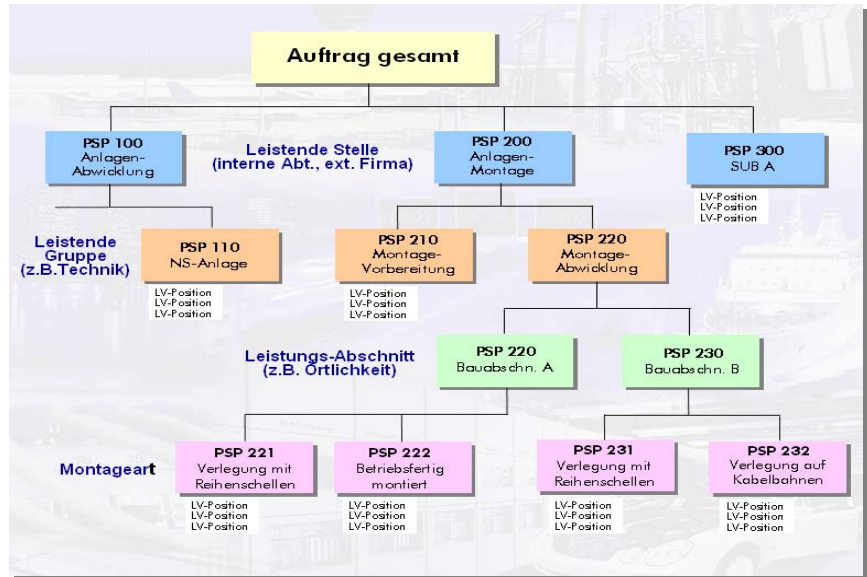 Auftrag gesamt
PSP 100
Anlagen-
Abwicklung
Leistende Stelle
(interne Abt., ext. Firma)
PSP 200
Anlagen-
Montage
PSP 300
SUB A
LV-Position
LV-Position
LV-Position
Leistende
Gruppe
(z.B.Technik)
PSP 110
NS-Anlage
LV-Position
LV-Position
LV-Position
PSP 210
Montage-
Vorbereitung
LV-Position
LV-Position
LV-Position
PSP 220
Montage-
Abwicklung
Leistungs-Abschnitt
(z.B. Örtlichkeit)
PSP 220
Bauabschn. A
PSP 230
Bauabschn. B
Montageart
PSP 221
Verlegung mit
Reihenschellen
LV-Position
LV-Position
LV-Position
PSP 222
Betriebsfertig
montiert
LV-Position
LV-Position
LV-Position
PSP 231
Verlegung mit
Reihenschellen
LV-Position
LV-Position
LV-Position
PSP 232
Verlegung auf
Kabelbahnen
LV-Position
LV-Position
LV-Position